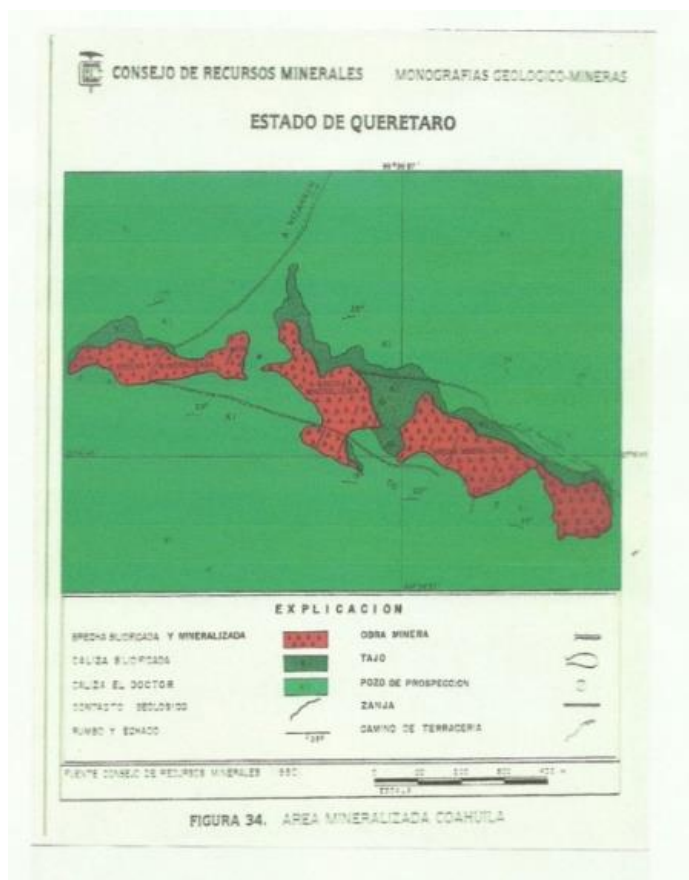 CONSEJO DE RECURSOS MINERALES MONOGRAFIAS GEOLOGICO-MINERAS
ESTADO DE QUERETARO
EXPLICACION
BRECHA SILICIFICADA Y MINERALIZADA
CALIZA SILICIFICADA
CALIZA EL DOCTOR
CONTACTO GEOLOGICO
RUMBO Y ECHADO
OBRA MINERA
TAJO
POZO DE PROSPECCION
ZANJA
CAMINO DE TERRACERIA
FUENTE CONSEJO DE RECURSOS MINERALES
ESCALA
FIGURA 34. AREA MINERALIZADA COAHUILA